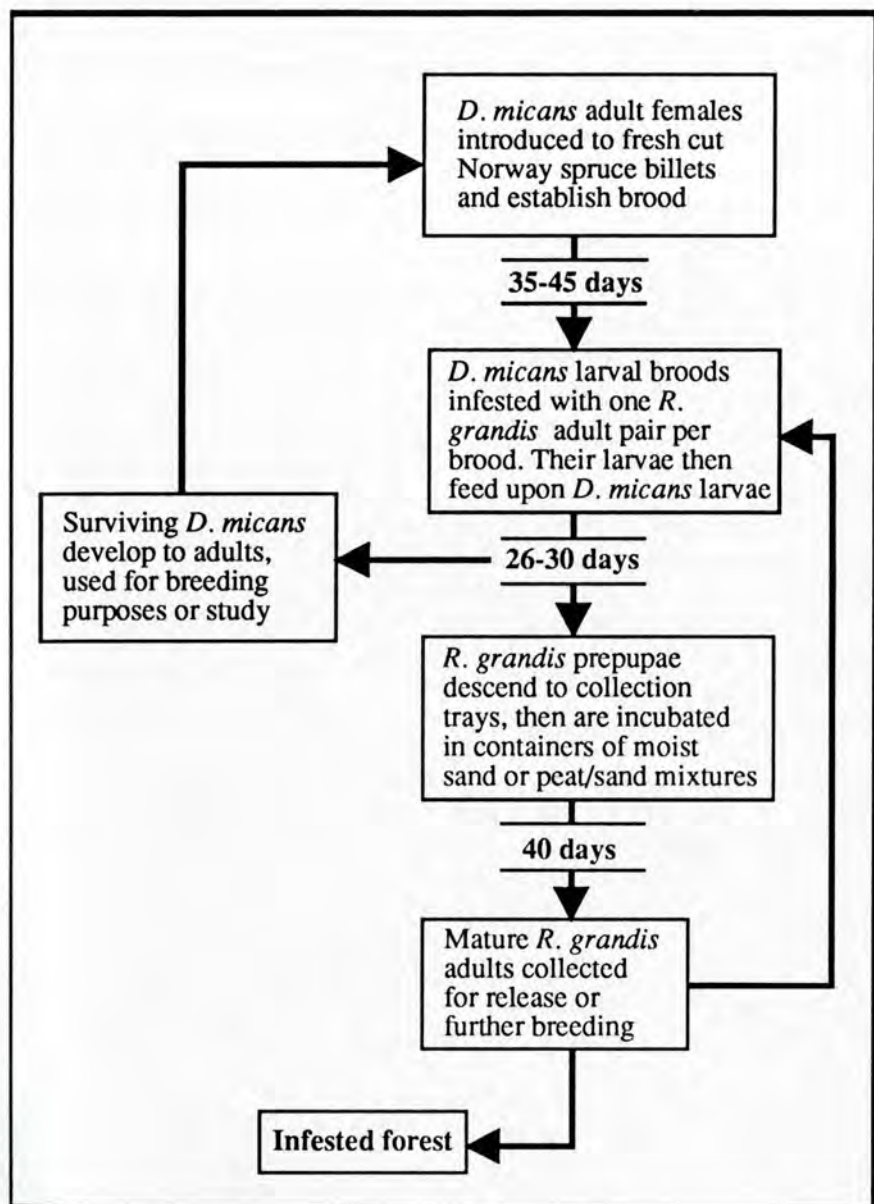 D. micans adult females
introduced to fresh cut
Norway spruce billets
and establish brood
35-45 days
D. micans larval broods
infested with one R.
grandis adult pair per
brood. Their larvae then
feed upon D. micans larvae
Surviving D. micans
develop to adults,
used for breeding
purposes or study
26-30 days
R. grandis prepupae
descend to collection
trays, then are incubated
in containers of moist
sand or peat/sand mixtures
40 days
Mature R. grandis
adults collected
for release or
further breeding
Infested forest